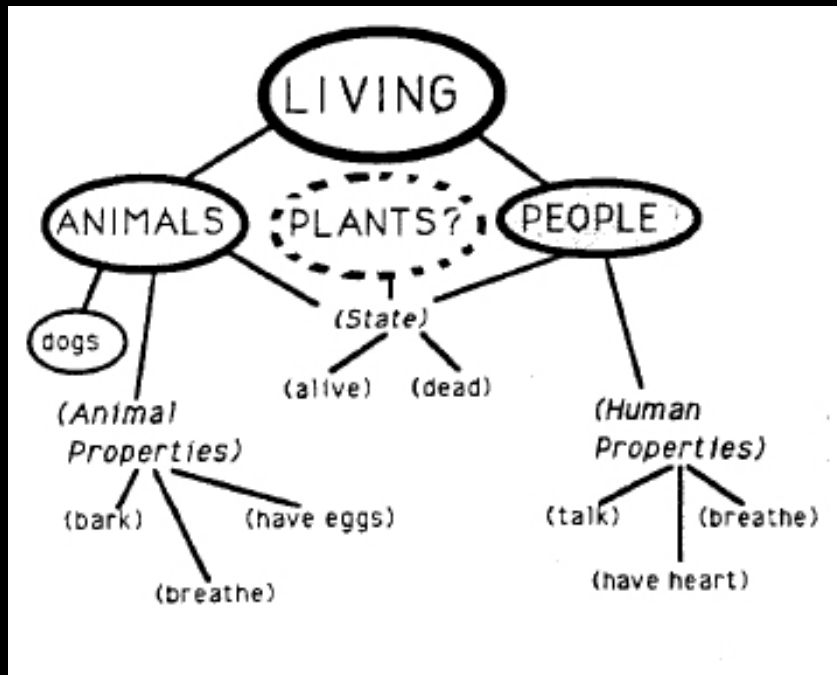 LIVING
ANIMALS
PLANTS?
PEOPLE
dogs
(State)
(alive)
(dead)
(Animal
Properties)
(Human
Properties)
(bark)
(have eggs)
(talk)
(breathe)
(breathe)
(have heart)